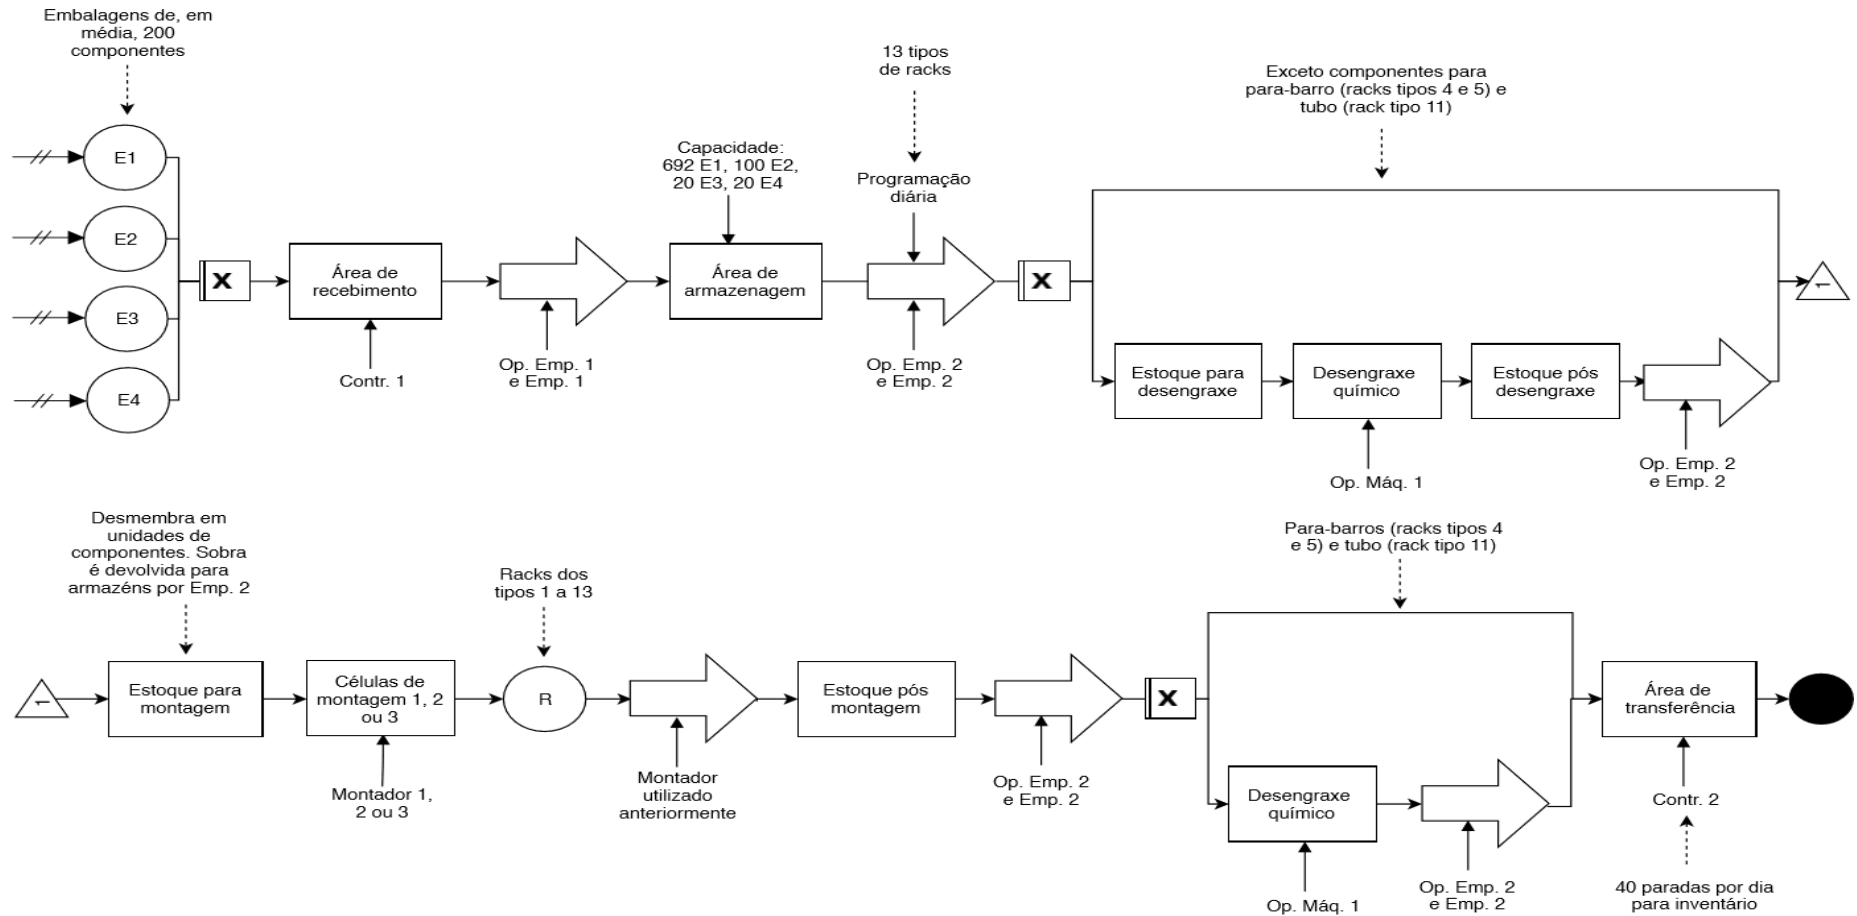 Embalagens de, em
média, 200
componentes
E1
E2
E3
E4
X
Área de
recebimento
Contr. 1
Op. Emp. 1
e Emp. 1
Capacidade:
692 E1, 100 E2,
20 E3, 20 E4
Área de
armazenagem
13 tipos
de racks
Programação
diária
Op. Emp. 2
e Emp. 2
X
Exceto componentes para
para-barro (racks tipos 4 e 5) e
tubo (rack tipo 11)
Estoque para
desengraxe
Desengraxe
químico
Op. Máq. 1
Estoque pós
desengraxe
Op. Emp. 2
e Emp. 2
1
1
Desmembra em
unidades de
componentes. Sobra
é devolvida para
armazéns por Emp. 2
Estoque para
montagem
Células de
montagem 1, 2
ou 3
Montador 1,
2 ou 3
Racks dos
tipos 1 a 13
R
Montador
utilizado
anteriormente
Estoque pós
montagem
Op. Emp. 2
e Emp. 2
X
Para-barros (racks tipos 4
e 5) e tubo (rack tipo 11)
Desengraxe
químico
Op. Máq. 1
Op. Emp. 2
e Emp. 2
Área de
transferência
Contr. 2
40 paradas por dia
para inventário